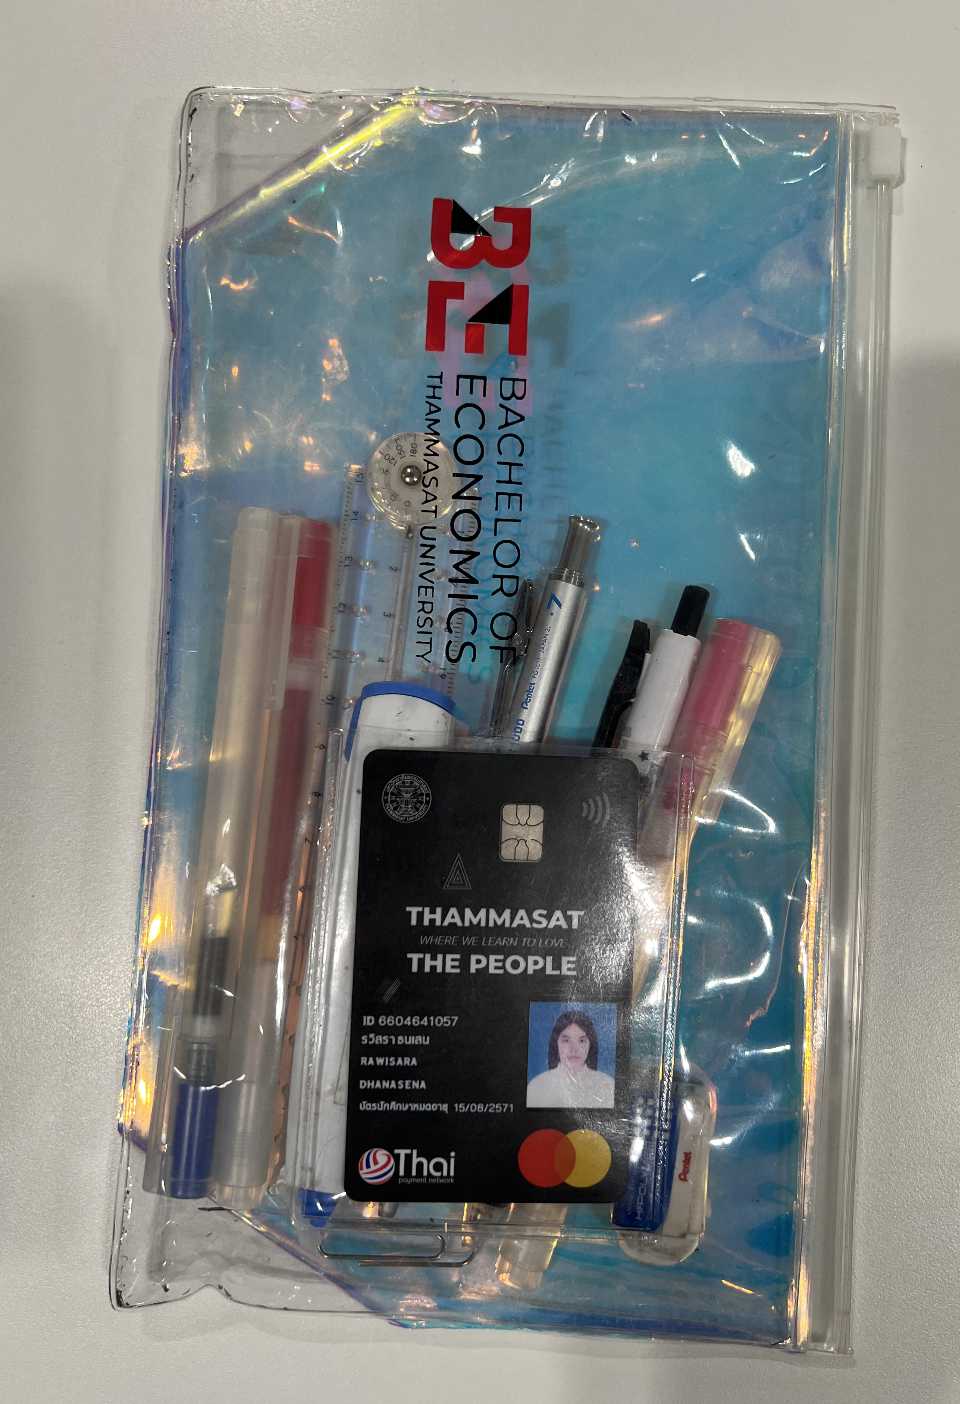 BE
BACHELOR OF
ECONOMICS
THAMMASAT UNIVERSITY
Pentel
.7
THAMMASAT
WHERE WE LEARN TO LOVE
THE PEOPLE
ID 6604641057
รวิสรา ธนเสน
RAWISARA
DHANASENA
บัตรนักศึกษาหมดอายุ 15/08/2571
Thai
payment network
Pentel